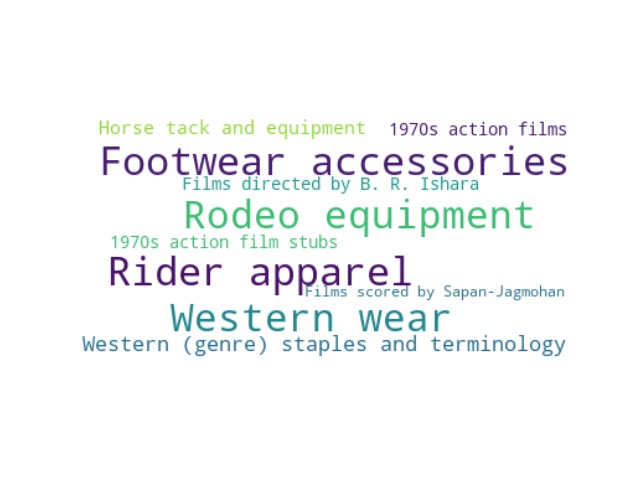 Horse tack and equipment
1970s action films
Footwear accessories
Films directed by B. R. Ishara
Rodeo equipment
1970s action film stubs
Rider apparel
Films scored by Sapan-Jagmohan
Western wear
Western (genre) staples and terminology